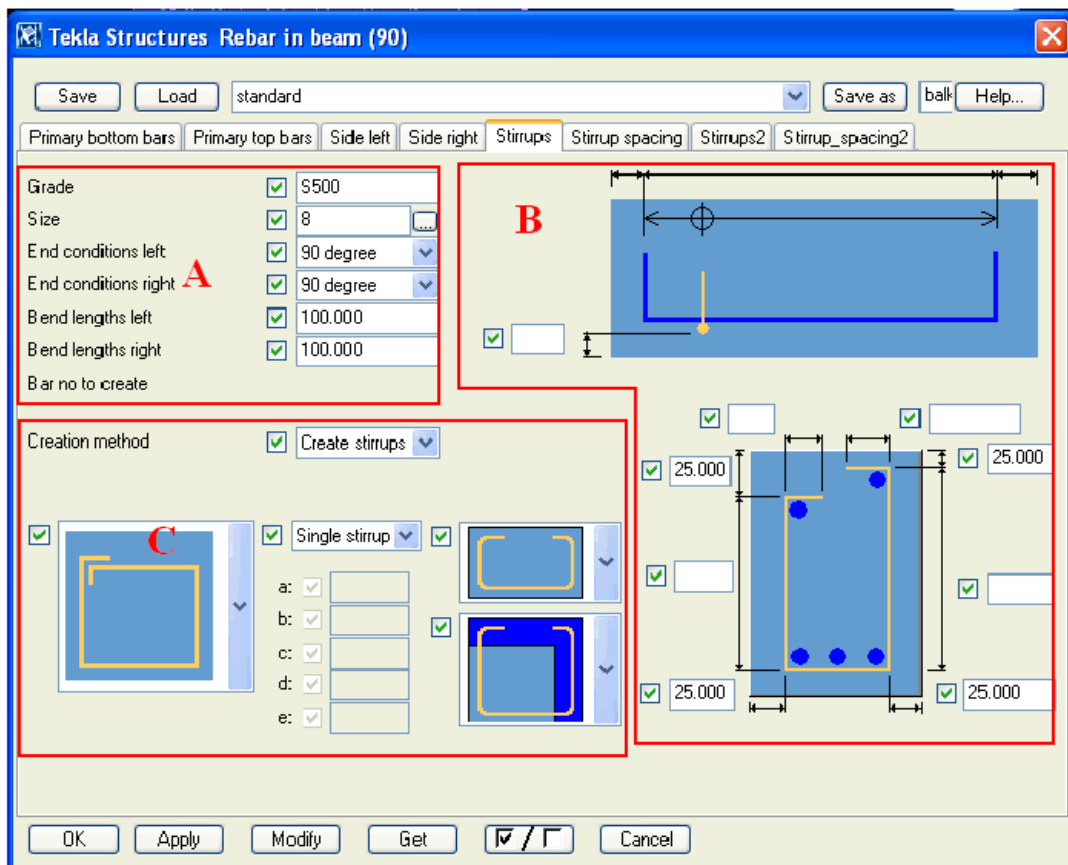 Tekla Structures Rebar in beam (90)
Save Load standard Save as balk Help...
Primary bottom bars Primary top bars Side left Side right Stirrups Stirrup spacing Stirrups2 Stirrup_spacing2
Grade S500
Size 8 ...
End conditions left 90 degree
End conditions right 90 degree
Bend lengths left 100.000
Bend lengths right 100.000
Bar no to create
A
B
Creation method Create stirrups
C
Single stirrup
a:
b:
c:
d:
e:
25.000 25.000
25.000 25.000
OK Apply Modify Get / Cancel